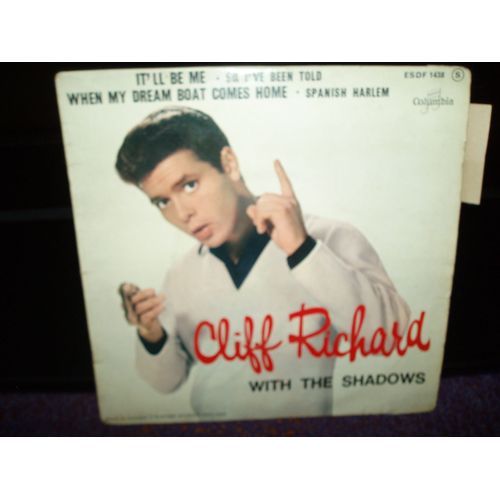 IT'LL BE ME - SO I'VE BEEN TOLD
WHEN MY DREAM BOAT COMES HOME - SPANISH HARLEM
ESDF 1438 S
Columbia
Cliff Richard
WITH THE SHADOWS